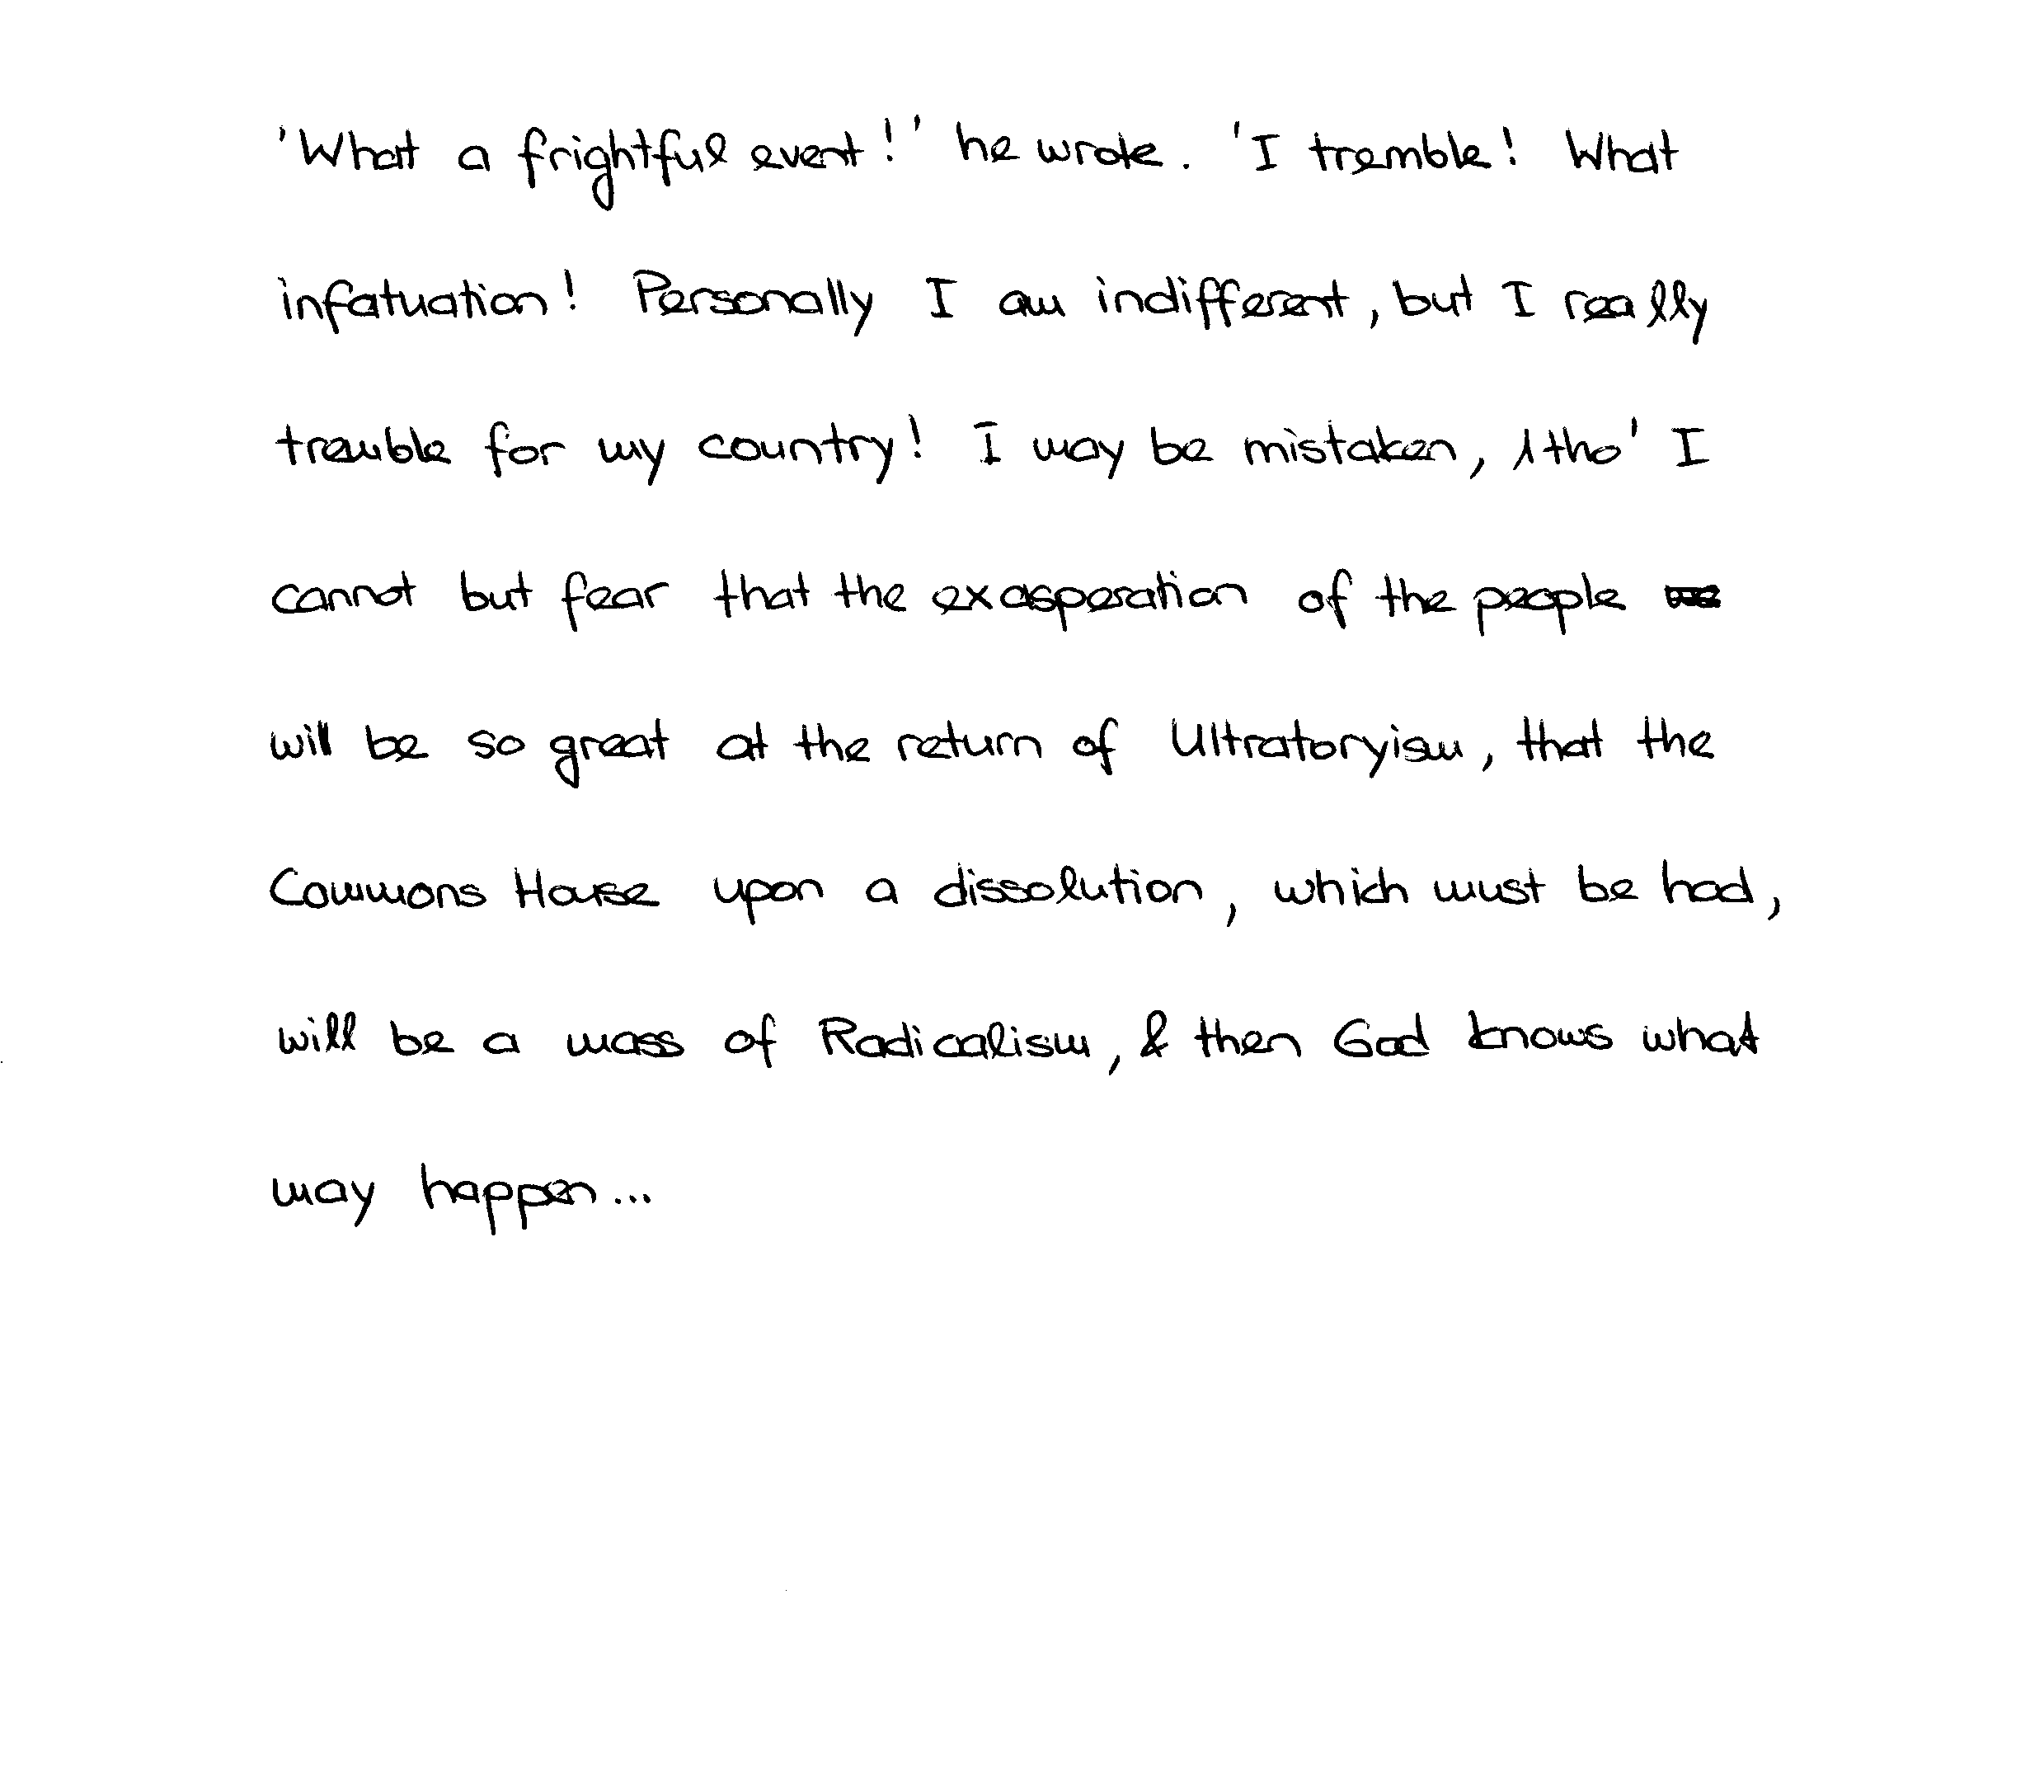 'What a frightful event!' he wrote. 'I tremble! What
infatuation! Personally I am indifferent, but I really
tremble for my country! I may be mistaken, ltho' I
cannot but fear that the exasperation of the people
will be so great at the return of Ultratoryism, that the
Commons House upon a dissolution, which must be had,
will be a mass of Radicalism, & then God knows what
may happen...